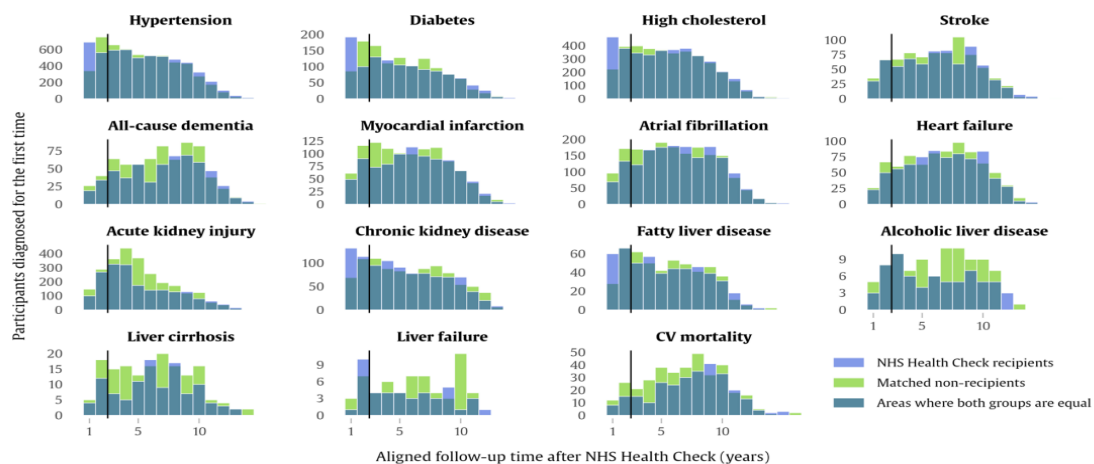 Hypertension
Diabetes
High cholesterol
Stroke
600
400
200
0
200
150
100
50
0
400
300
200
100
0
100
75
50
25
0
All-cause dementia
Myocardial infarction
Atrial fibrillation
Heart failure
75
50
25
0
125
100
75
50
25
0
200
150
100
50
0
100
75
50
25
0
Participants diagnosed for the first time
Acute kidney injury
Chronic kidney disease
Fatty liver disease
Alcoholic liver disease
400
300
200
100
0
100
50
0
60
40
20
0
9
6
3
0
1 5 10
Liver cirrhosis
Liver failure
CV mortality
20
15
10
5
0
9
6
3
0
50
40
30
20
10
0
NHS Health Check recipients
Matched non-recipients
Areas where both groups are equal
1 5 10
1 5 10
1 5 10
Aligned follow-up time after NHS Health Check (years)